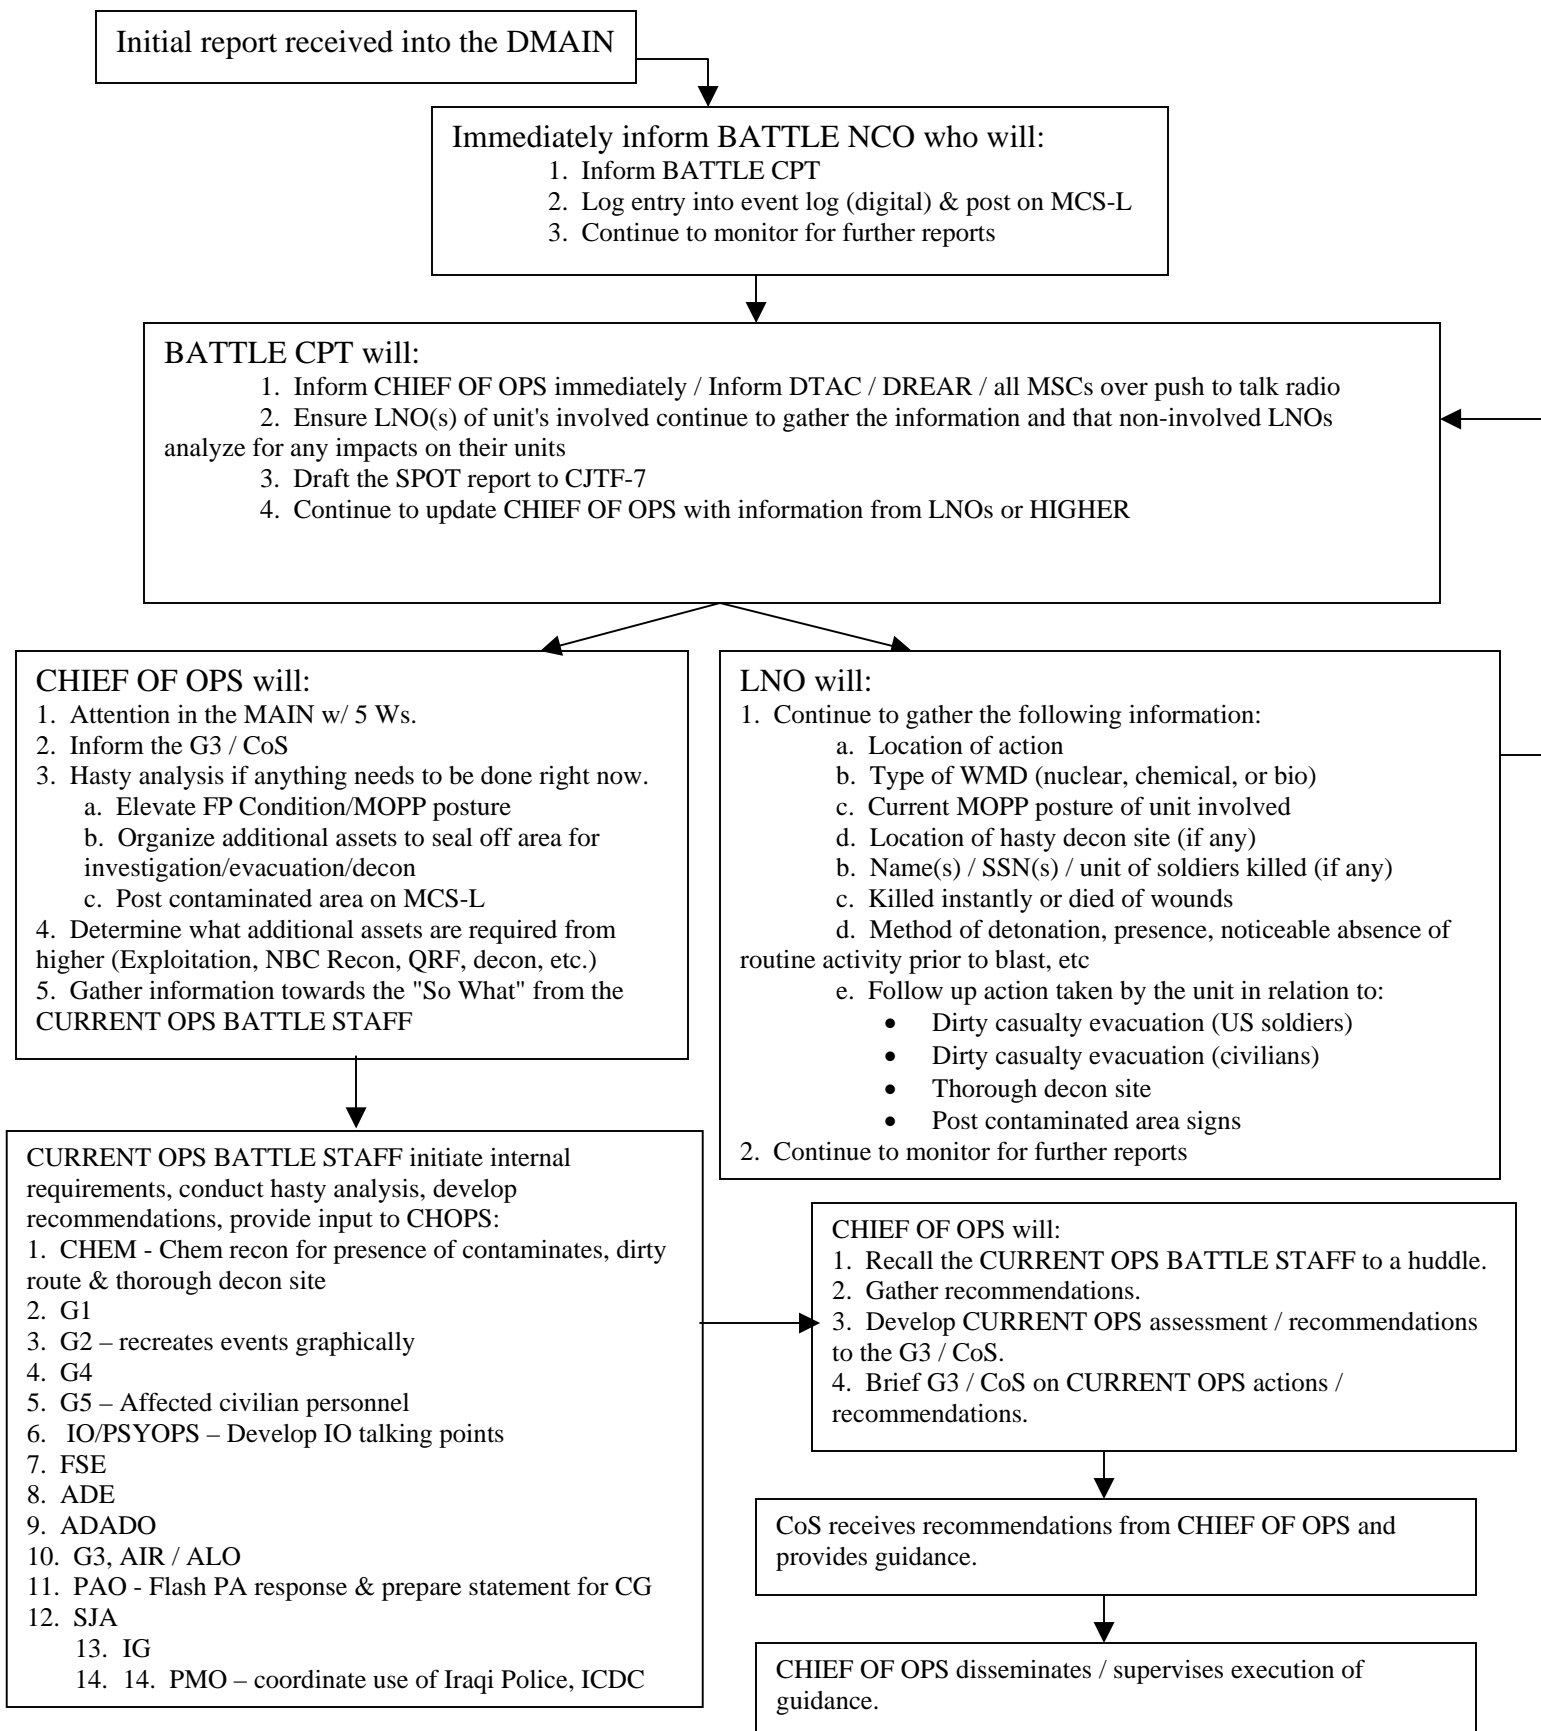 Initial report received into the DMAIN
Immediately inform BATTLE NCO who will:
1. Inform BATTLE CPT
2. Log entry into event log (digital) & post on MCS-L
3. Continue to monitor for further reports
BATTLE CPT will:
1. Inform CHIEF OF OPS immediately / Inform DTAC / DREAR / all MSCs over push to talk radio
2. Ensure LNO(s) of unit's involved continue to gather the information and that non-involved LNOs
analyze for any impacts on their units
3. Draft the SPOT report to CJTF-7
4. Continue to update CHIEF OF OPS with information from LNOs or HIGHER
CHIEF OF OPS will:
1. Attention in the MAIN w/ 5 Ws.
2. Inform the G3 / CoS
3. Hasty analysis if anything needs to be done right now.
a. Elevate FP Condition/MOPP posture
b. Organize additional assets to seal off area for
investigation/evacuation/decon
c. Post contaminated area on MCS-L
4. Determine what additional assets are required from
higher (Exploitation, NBC Recon, QRF, decon, etc.)
5. Gather information towards the "So What" from the
CURRENT OPS BATTLE STAFF
LNO will:
1. Continue to gather the following information:
a. Location of action
b. Type of WMD (nuclear, chemical, or bio)
c. Current MOPP posture of unit involved
d. Location of hasty decon site (if any)
b. Name(s) / SSN(s) / unit of soldiers killed (if any)
c. Killed instantly or died of wounds
d. Method of detonation, presence, noticeable absence of
routine activity prior to blast, etc
e. Follow up action taken by the unit in relation to:
• Dirty casualty evacuation (US soldiers)
• Dirty casualty evacuation (civilians)
• Thorough decon site
• Post contaminated area signs
2. Continue to monitor for further reports
CURRENT OPS BATTLE STAFF initiate internal
requirements, conduct hasty analysis, develop
recommendations, provide input to CHOPS:
1. CHEM - Chem recon for presence of contaminates, dirty
route & thorough decon site
2. G1
3. G2 – recreates events graphically
4. G4
5. G5 – Affected civilian personnel
6. IO/PSYOPS – Develop IO talking points
7. FSE
8. ADE
9. ADADO
10. G3, AIR / ALO
11. PAO - Flash PA response & prepare statement for CG
12. SJA
13. IG
14. 14. PMO – coordinate use of Iraqi Police, ICDC
CHIEF OF OPS will:
1. Recall the CURRENT OPS BATTLE STAFF to a huddle.
2. Gather recommendations.
3. Develop CURRENT OPS assessment / recommendations
to the G3 / CoS.
4. Brief G3 / CoS on CURRENT OPS actions /
recommendations.
CoS receives recommendations from CHIEF OF OPS and
provides guidance.
CHIEF OF OPS disseminates / supervises execution of
guidance.